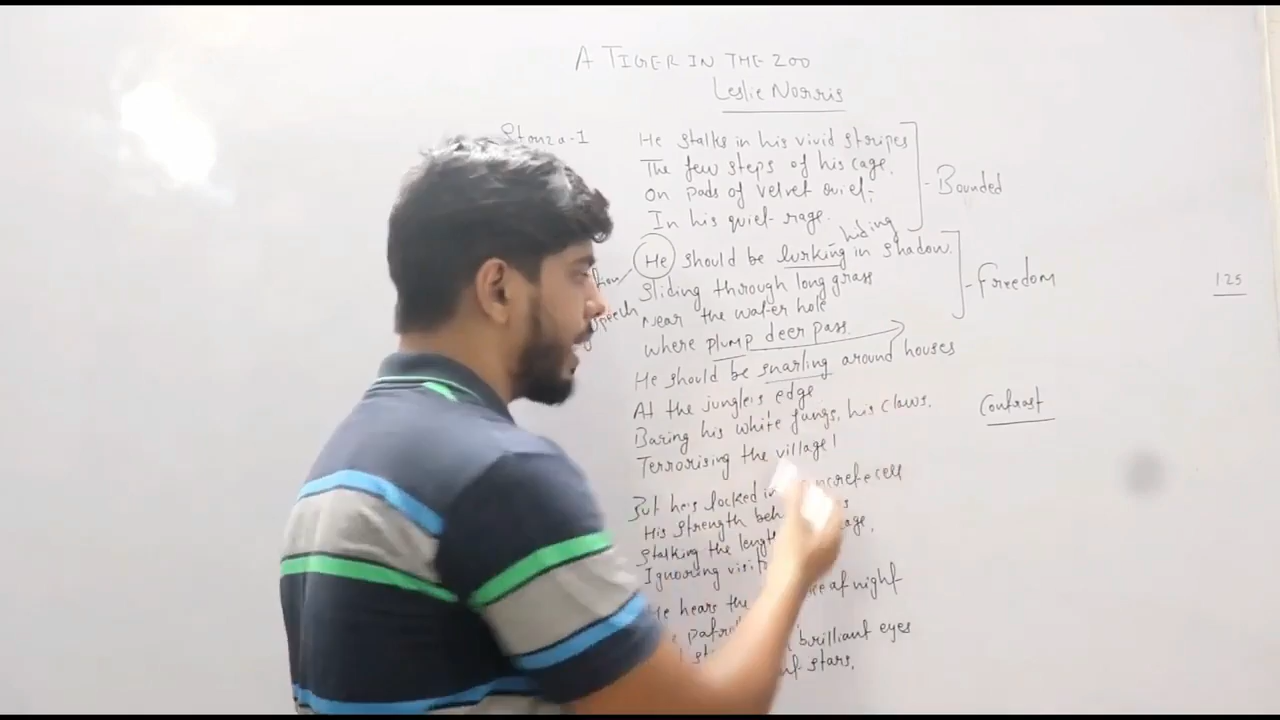 A TIGER IN THE ZOO
Leslie Norris
Stanza-1
He stalks in his vivid stripes
The few steps of his cage.
On pads of velvet quiet;
In his quiet rage.
Bounded
hiding
He should be lurking in shadow.
Sliding through long grass
Near the water hole
where plump deer pass.
Freedom
speech
125
He should be snarling around houses
At the jungle's edge
Baring his white fangs, his claws.
Terrorising the village!
Contrast
But he's locked in concrete cell
His strength
Stalking the length
Ignoring
He hears the of night
brilliant eyes
stars,